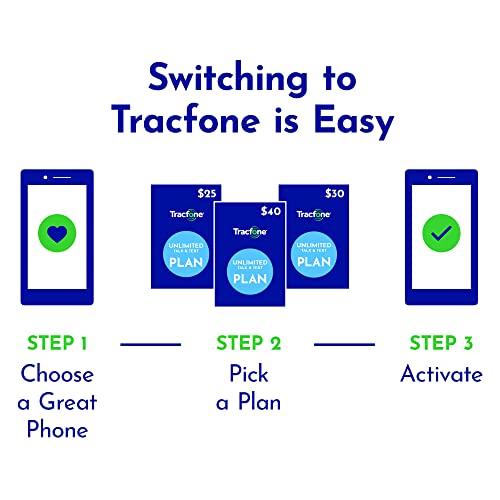 Switching to
Tracfone is Easy
$25
Tracfone
UNLIMITED
TALK & TEXT
PLAN
$40
Tracfone
UNLIMITED
TALK & TEXT
PLAN
$30
Tracfone
UNLIMITED
TALK & TEXT
PLAN
STEP 1
Choose
a Great
Phone
STEP 2
Pick
a Plan
STEP 3
Activate